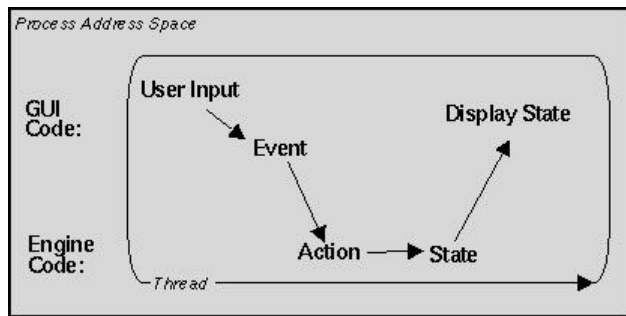 Process Address Space
User Input
GUI
Code:
Display State
Event
Engine
Code:
Action
State
Thread